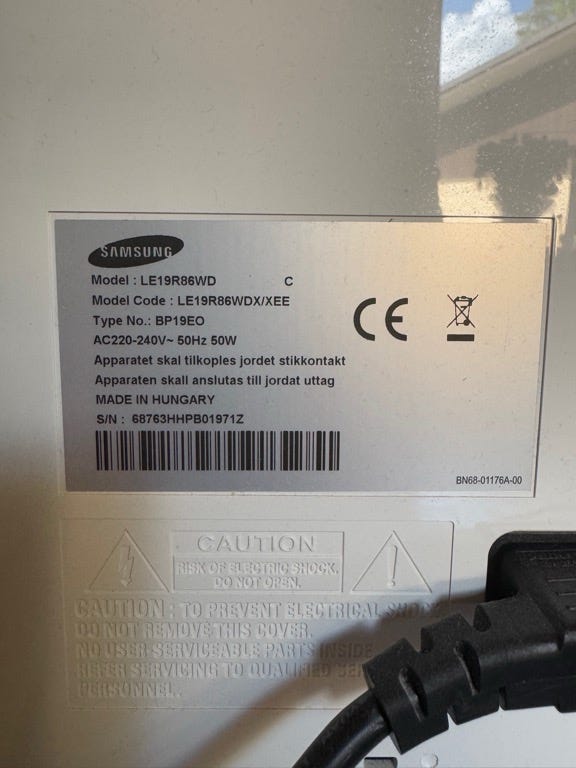 SAMSUNG
Model : LE19R86WD C
Model Code : LE19R86WDX/XEE
Type No.: BP19EO
AC220-240V~ 50Hz 50W
Apparatet skal tilkoples jordet stikkontakt
Apparaten skall anslutas till jordat uttag
MADE IN HUNGARY
S/N : 68763HHPB01971Z
CE
BN68-01176A-00
CAUTION
RISK OF ELECTRIC SHOCK.
DO NOT OPEN.
CAUTION : TO PREVENT ELECTRICAL SHOCK
DO NOT REMOVE THIS COVER.
NO USER-SERVICEABLE PARTS INSIDE
REFER SERVICING TO QUALIFIED
PERSONNEL.